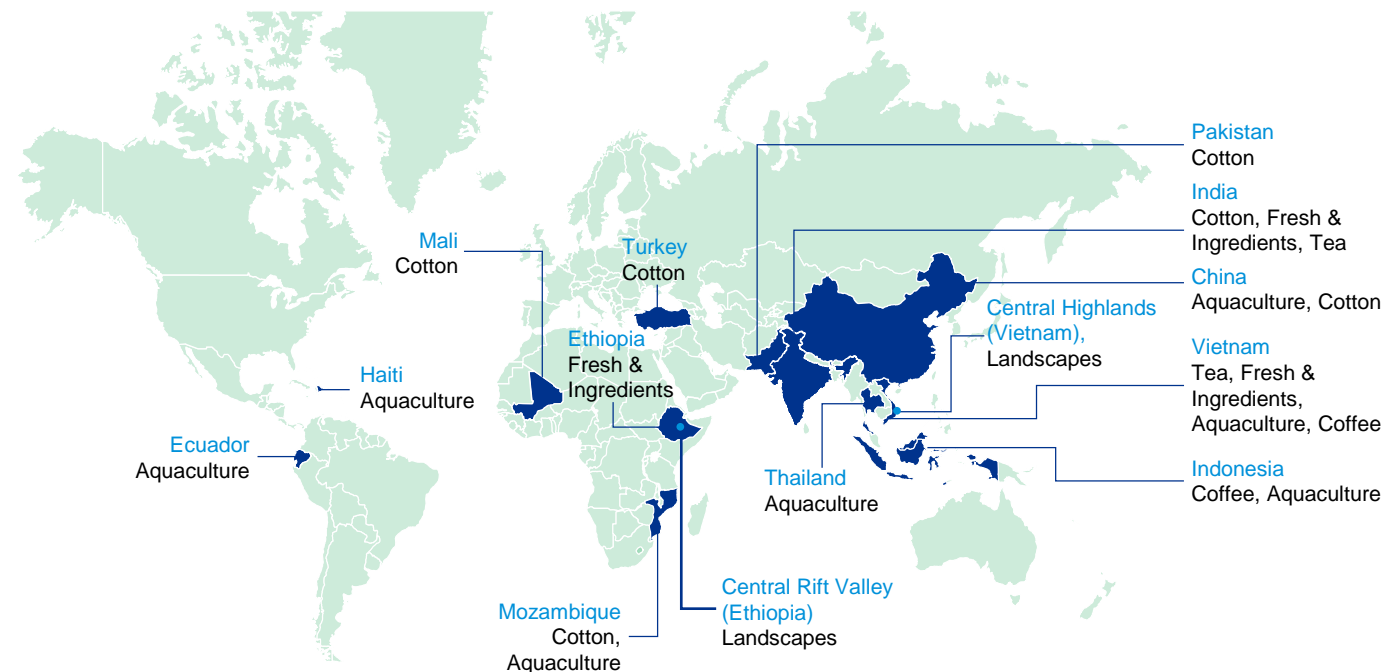 Pakistan
Cotton
India
Cotton, Fresh &
Ingredients, Tea
China
Aquaculture, Cotton
Vietnam
Tea, Fresh &
Ingredients,
Aquaculture, Coffee
Indonesia
Coffee, Aquaculture
Central Highlands
(Vietnam),
Landscapes
Mali
Cotton
Turkey
Cotton
Ethiopia
Fresh &
Ingredients
Haiti
Aquaculture
Ecuador
Aquaculture
Thailand
Aquaculture
Mozambique
Cotton,
Aquaculture
Central Rift Valley
(Ethiopia)
Landscapes